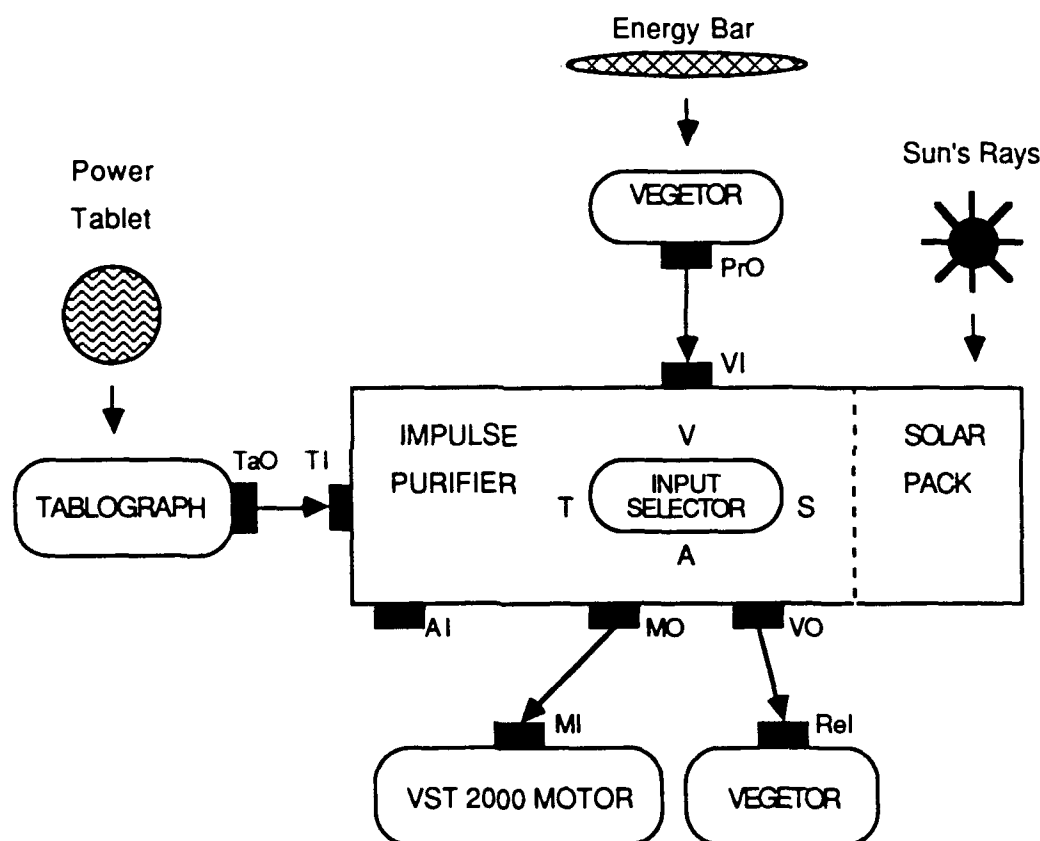 Energy Bar
Power
Tablet
Sun's Rays
VEGETOR
PrO
VI
IMPULSE
PURIFIER
V
SOLAR
PACK
TaO
TI
TABLOGRAPH
T
INPUT
SELECTOR
S
A
AI
MO
VO
MI
ReI
VST 2000 MOTOR
VEGETOR